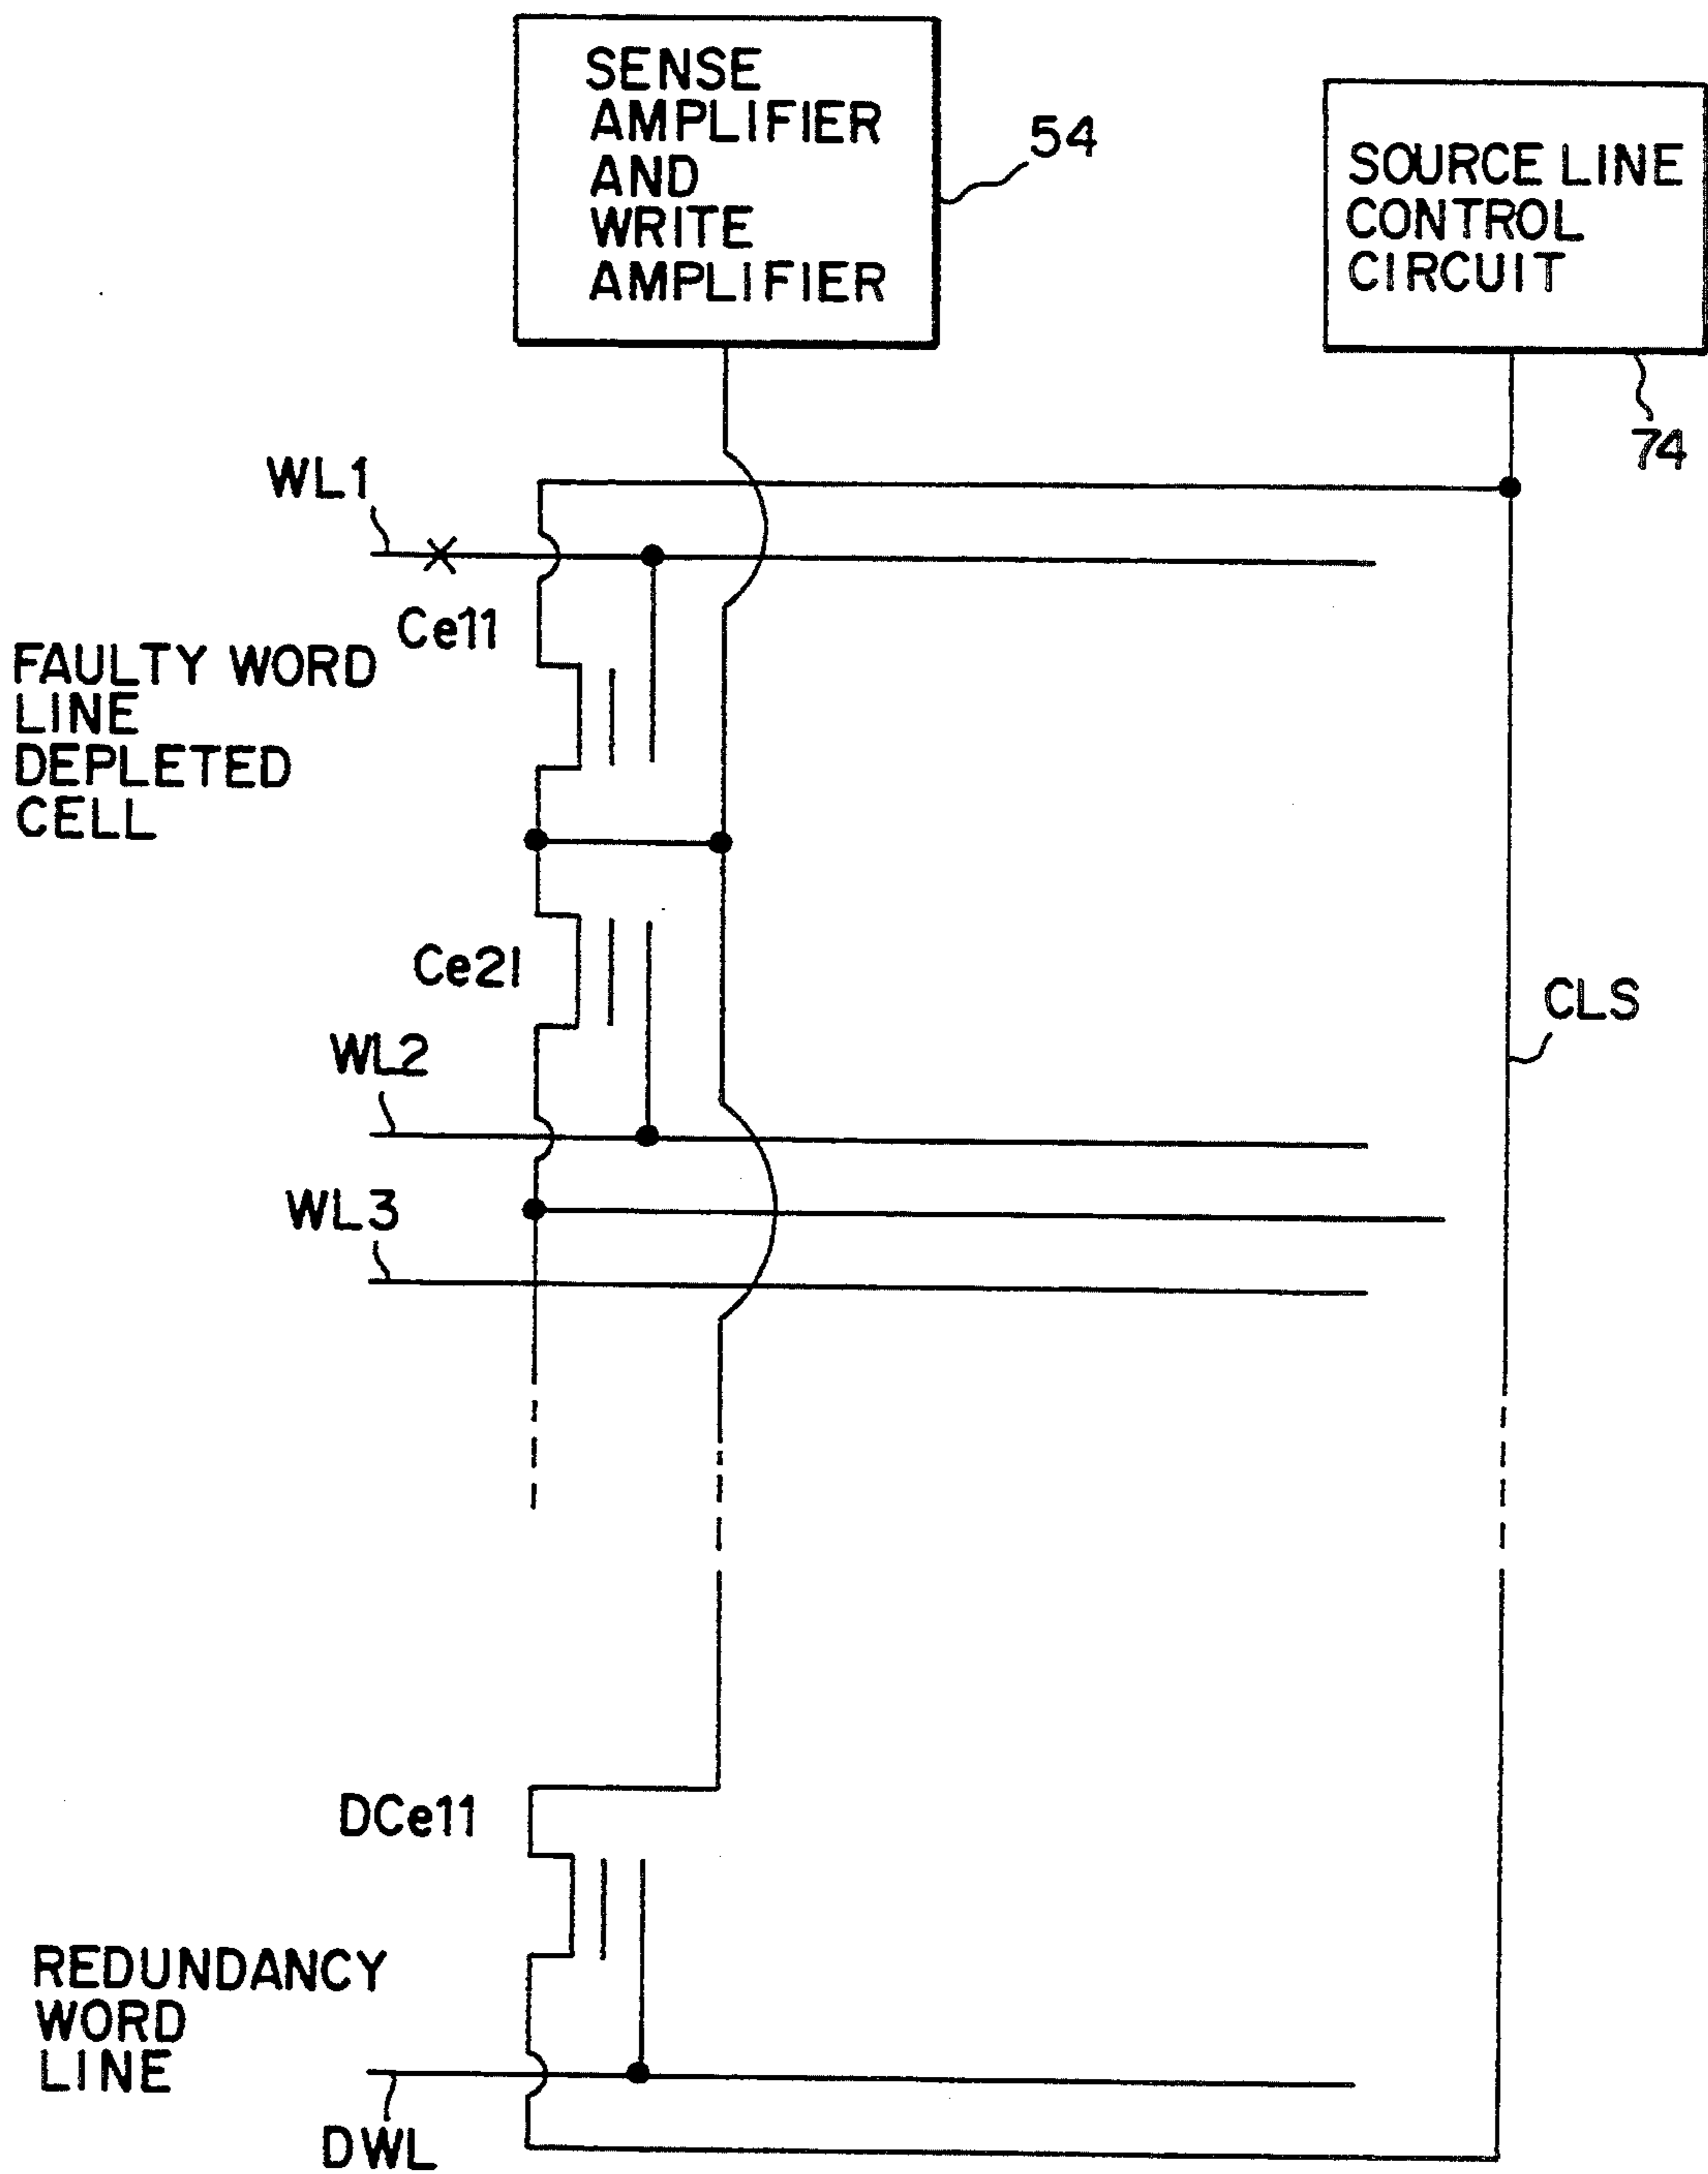 SENSE
AMPLIFIER
AND
WRITE
AMPLIFIER
54
SOURCE LINE
CONTROL
CIRCUIT
74
WL1
Ce11
FAULTY WORD
LINE
DEPLETED
CELL
Ce21
CLS
WL2
WL3
DCe11
REDUNDANCY
WORD
LINE
DWL